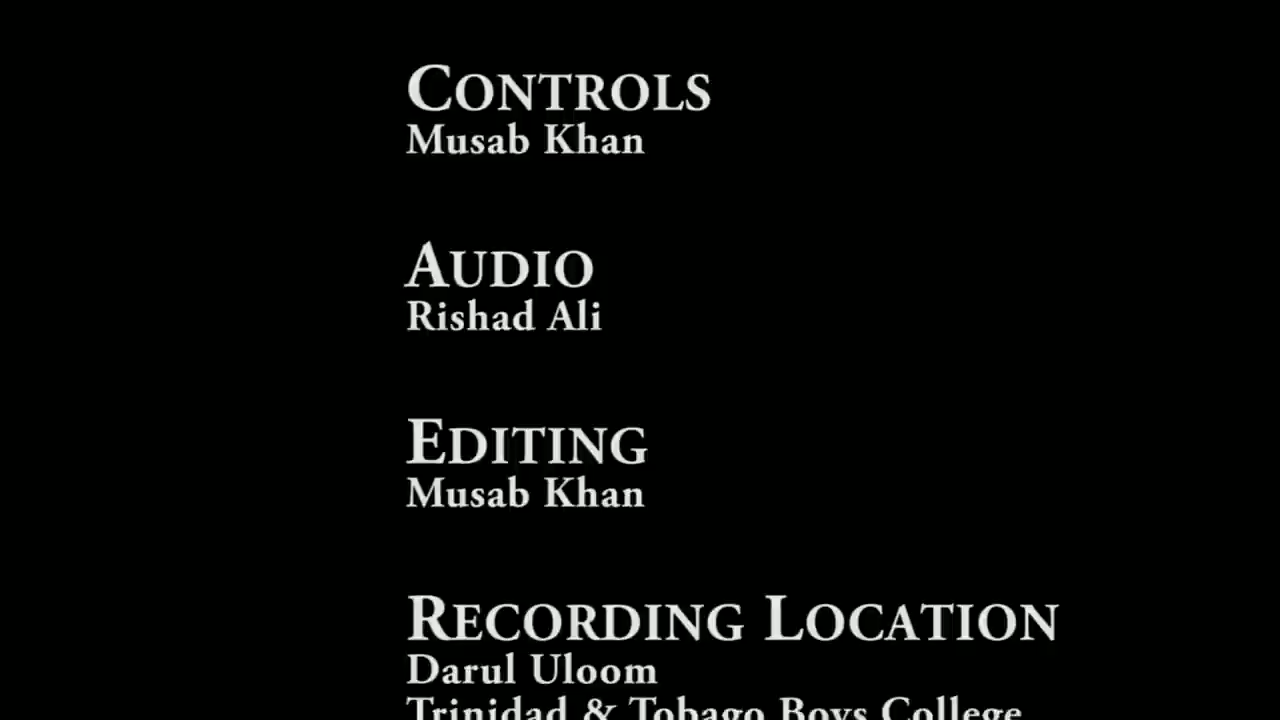 CONTROLS
Musab Khan
AUDIO
Rishad Ali
EDITING
Musab Khan
RECORDING LOCATION
Darul Uloom
Trinidad & Tobago Boys College